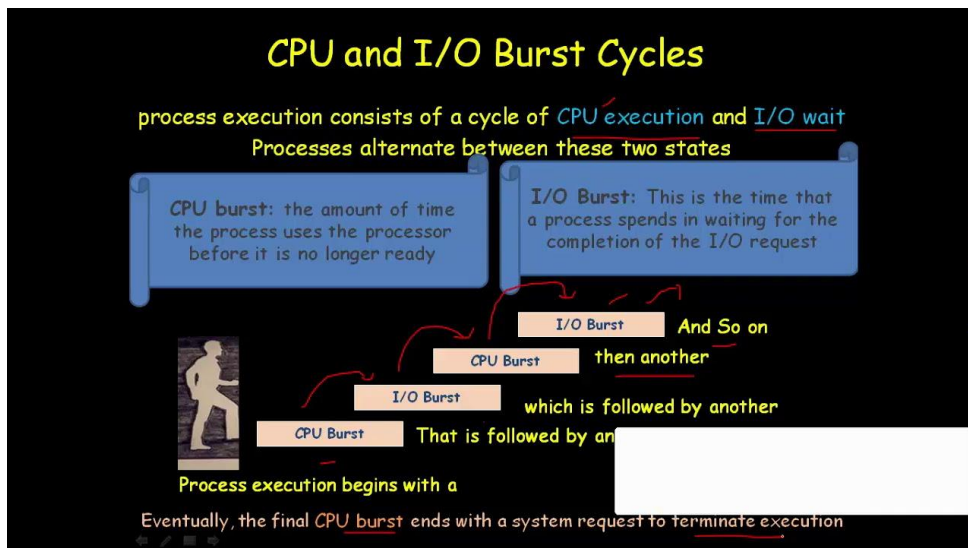 CPU and I/O Burst Cycles
process execution consists of a cycle of CPU execution and I/O wait
Processes alternate between these two states
CPU burst: the amount of time
the process uses the processor
before it is no longer ready
I/O Burst: This is the time that
a process spends in waiting for the
completion of the I/O request
I/O Burst And So on
CPU Burst then another
I/O Burst which is followed by another
CPU Burst That is followed by an
Process execution begins with a
Eventually, the final CPU burst ends with a system request to terminate execution